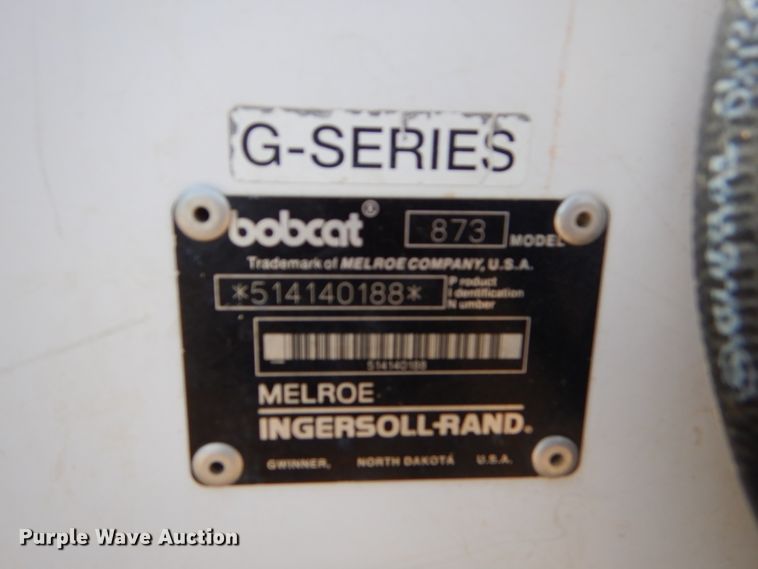 G-SERIES
bobcat® 873 MODEL
Trademark of MELROE COMPANY, U.S.A.
*514140188* Product
Identification
Number
514140188
MELROE
INGERSOLL-RAND®
GWINNER, NORTH DAKOTA U.S.A.
Purple Wave Auction